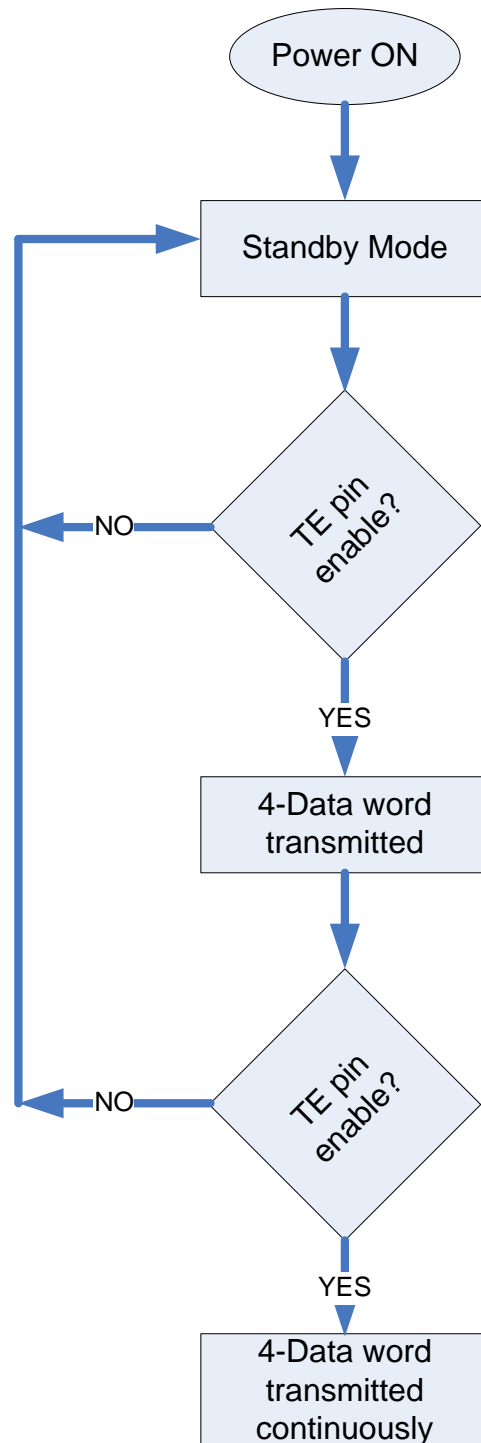 Power ON
Standby Mode
TE pin
enable?
NO
YES
4-Data word
transmitted
TE pin
enable?
NO
YES
4-Data word
transmitted
continuously